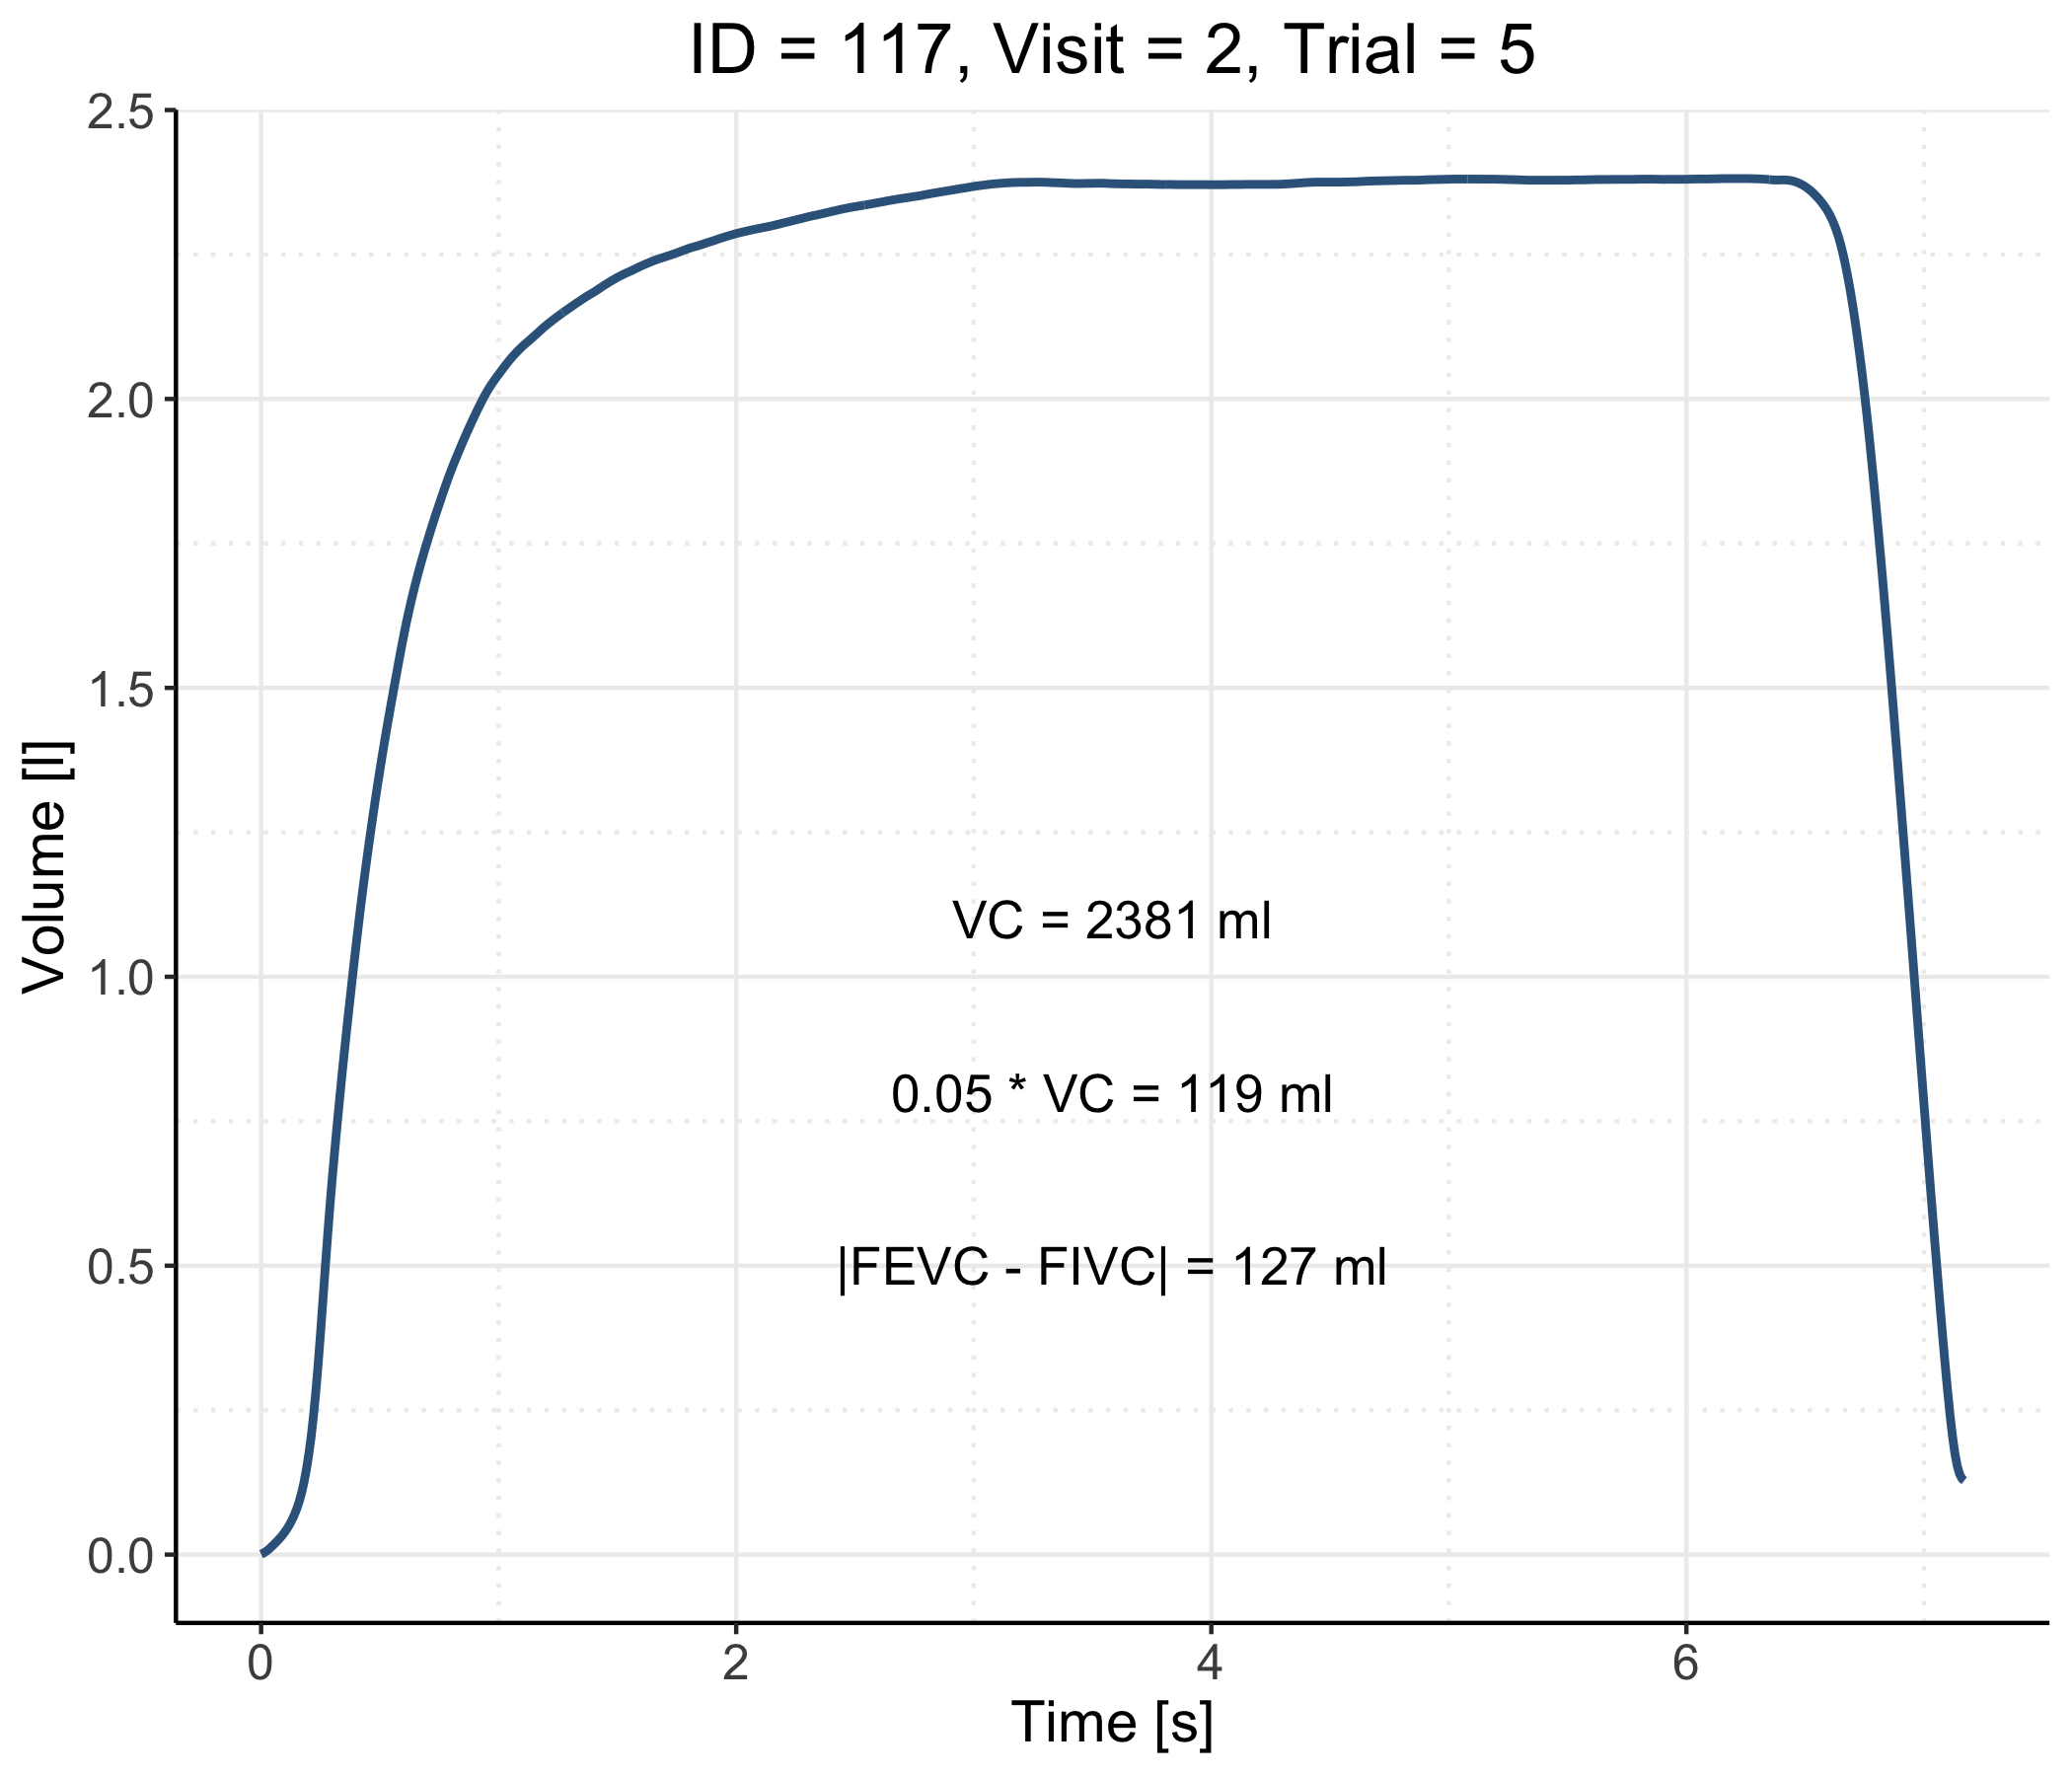 ID = 117, Visit = 2, Trial = 5
2.5
2.0
1.5
1.0
0.5
0.0
Volume [l]
VC = 2381 ml
0.05 * VC = 119 ml
|FEVC - FIVC| = 127 ml
0 2 4 6
Time [s]